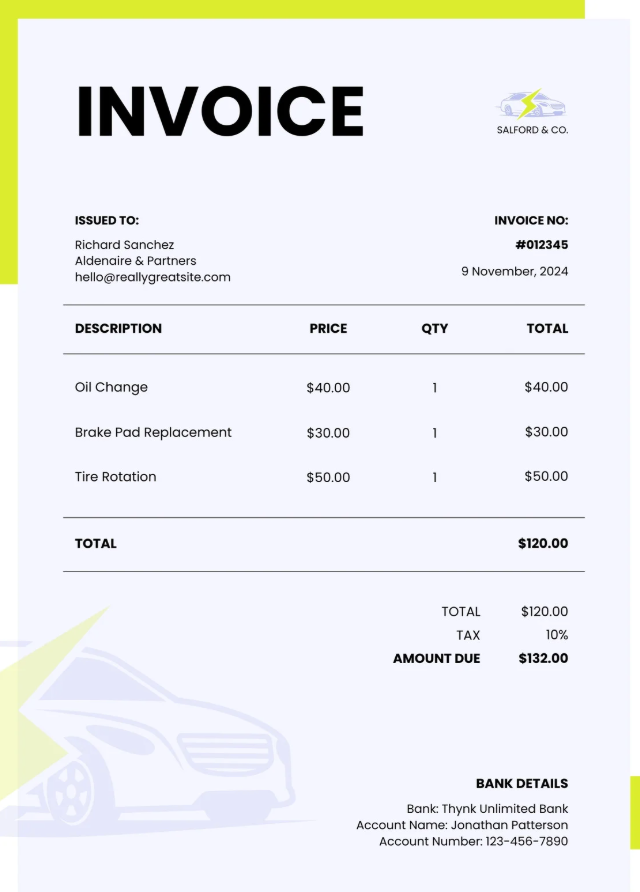 INVOICE
SALFORD & CO.
ISSUED TO:
Richard Sanchez
Aldenaire & Partners
hello@reallygreatsite.com
INVOICE NO:
#012345
9 November, 2024
DESCRIPTION PRICE QTY TOTAL
Oil Change $40.00 1 $40.00
Brake Pad Replacement $30.00 1 $30.00
Tire Rotation $50.00 1 $50.00
TOTAL $120.00
TOTAL $120.00
TAX 10%
AMOUNT DUE $132.00
BANK DETAILS
Bank: Thynk Unlimited Bank
Account Name: Jonathan Patterson
Account Number: 123-456-7890